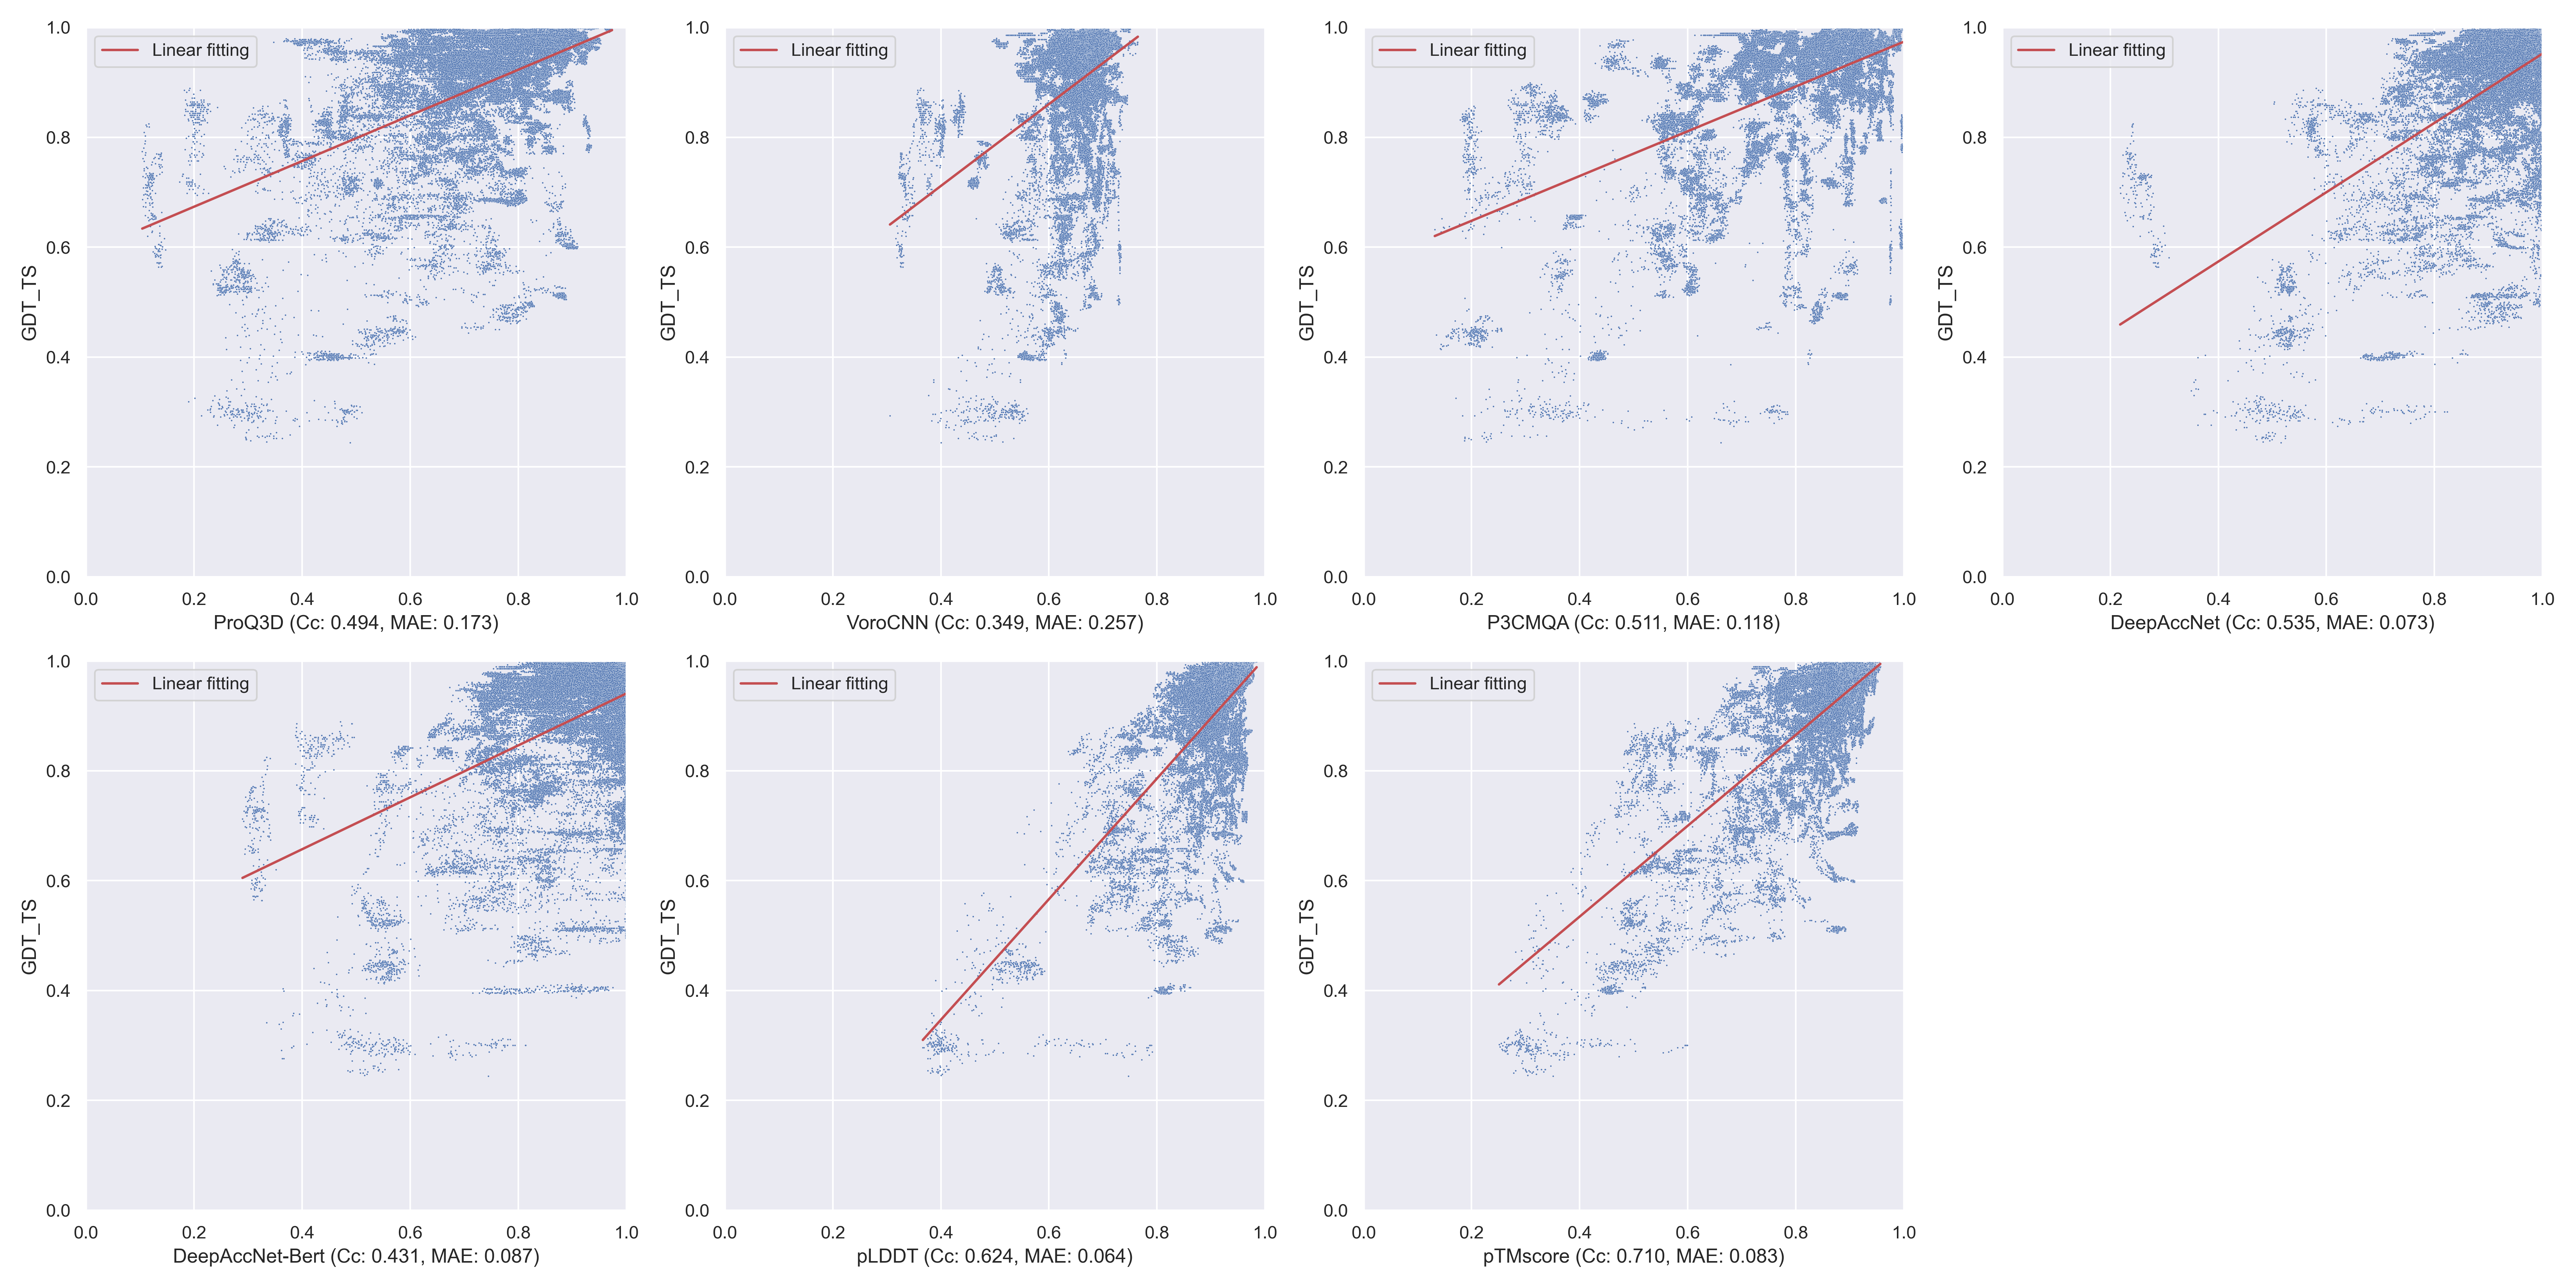 1.0
Linear fitting
0.8
0.6
GDT_TS
0.4
0.2
0.0
0.0 0.2 0.4 0.6 0.8 1.0
ProQ3D (Cc: 0.494, MAE: 0.173)
1.0
Linear fitting
0.8
0.6
GDT_TS
0.4
0.2
0.0
0.0 0.2 0.4 0.6 0.8 1.0
VoroCNN (Cc: 0.349, MAE: 0.257)
1.0
Linear fitting
0.8
0.6
GDT_TS
0.4
0.2
0.0
0.0 0.2 0.4 0.6 0.8 1.0
P3CMQA (Cc: 0.511, MAE: 0.118)
1.0
Linear fitting
0.8
0.6
GDT_TS
0.4
0.2
0.0
0.0 0.2 0.4 0.6 0.8 1.0
DeepAccNet (Cc: 0.535, MAE: 0.073)
1.0
Linear fitting
0.8
0.6
GDT_TS
0.4
0.2
0.0
0.0 0.2 0.4 0.6 0.8 1.0
DeepAccNet-Bert (Cc: 0.431, MAE: 0.087)
1.0
Linear fitting
0.8
0.6
GDT_TS
0.4
0.2
0.0
0.0 0.2 0.4 0.6 0.8 1.0
pLDDT (Cc: 0.624, MAE: 0.064)
1.0
Linear fitting
0.8
0.6
GDT_TS
0.4
0.2
0.0
0.0 0.2 0.4 0.6 0.8 1.0
pTMscore (Cc: 0.710, MAE: 0.083)